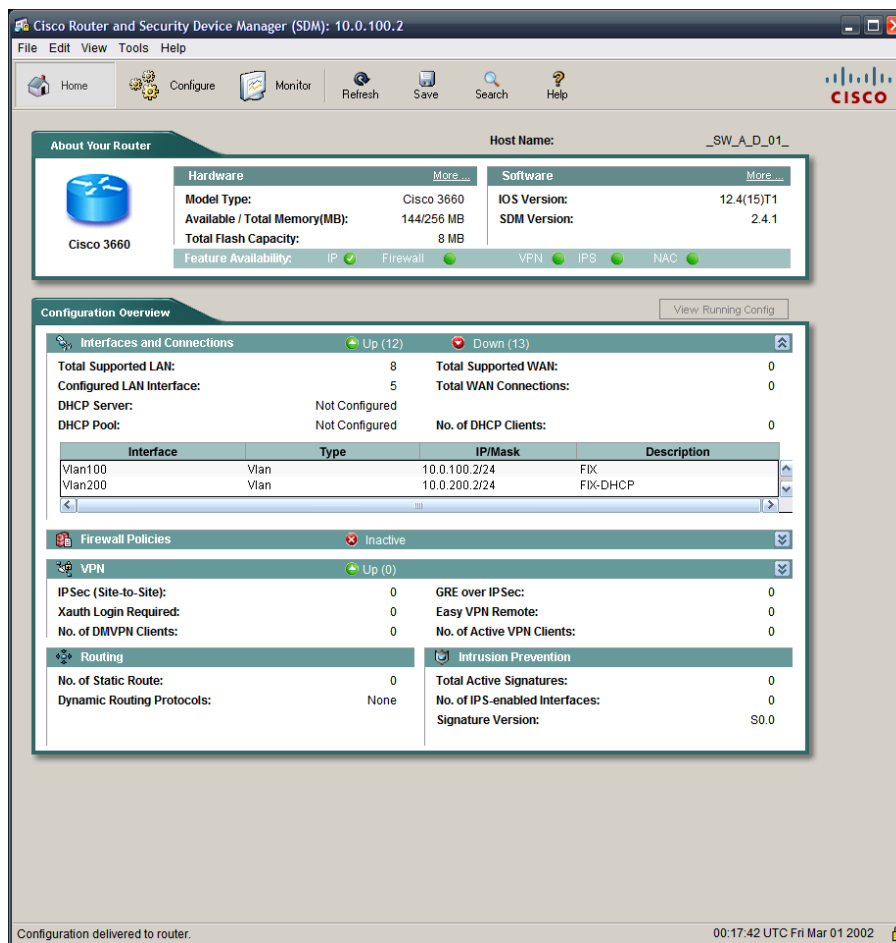 Cisco Router and Security Device Manager (SDM): 10.0.100.2
File Edit View Tools Help
Home Configure Monitor Refresh Save Search Help CISCO
About Your Router Host Name: _SW_A_D_01_
Hardware More ... Software More ...
Model Type: Cisco 3660 IOS Version: 12.4(15)T1
Available / Total Memory(MB): 144/256 MB SDM Version: 2.4.1
Total Flash Capacity: 8 MB
Cisco 3660
Feature Availability: IP Firewall VPN IPS NAC
Configuration Overview View Running Config
Interfaces and Connections Up (12) Down (13)
Total Supported LAN: 8 Total Supported WAN: 0
Configured LAN Interface: 5 Total WAN Connections: 0
DHCP Server: Not Configured
DHCP Pool: Not Configured No. of DHCP Clients: 0
Interface Type IP/Mask Description
Vlan100 Vlan 10.0.100.2/24 FIX
Vlan200 Vlan 10.0.200.2/24 FIX-DHCP
Firewall Policies Inactive
VPN Up (0)
IPSec (Site-to-Site): 0 GRE over IPSec: 0
Xauth Login Required: 0 Easy VPN Remote: 0
No. of DMVPN Clients: 0 No. of Active VPN Clients: 0
Routing Intrusion Prevention
No. of Static Route: 0 Total Active Signatures: 0
Dynamic Routing Protocols: None No. of IPS-enabled Interfaces: 0
Signature Version: S0.0
Configuration delivered to router. 00:17:42 UTC Fri Mar 01 2002